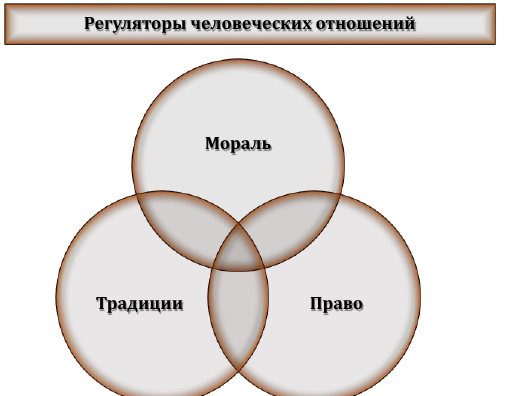 Регуляторы человеческих отношений
Мораль
Традиции
Право